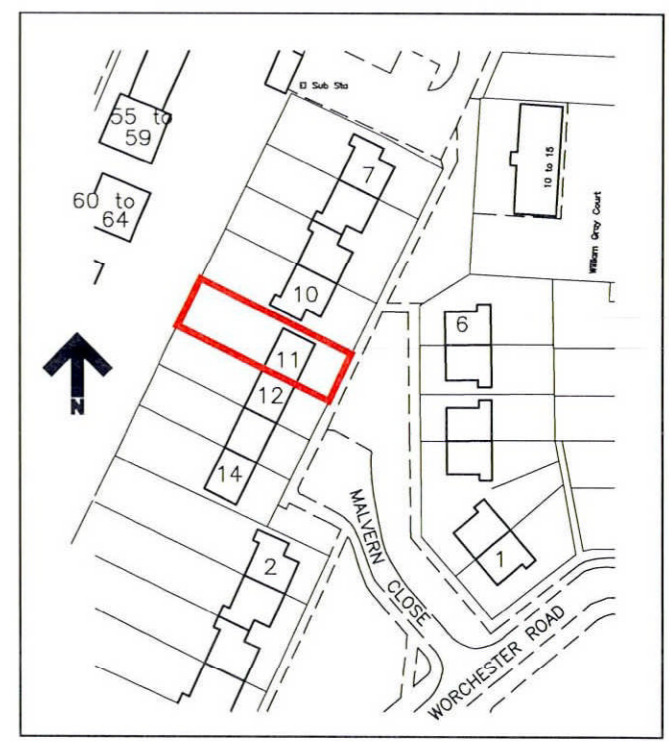 El Sub Sta
55 to
59
7
10 to 15
60 to
64
William Gray Court
7
10
6
11
12
N
14
MALVERN CLOSE
2
1
WORCHESTER ROAD